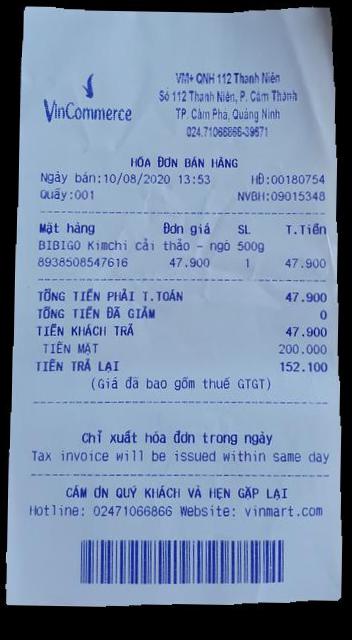 VinCommerce
VM+ QNH 112 Thanh Niên
Số 112 Thanh Niên, P. Cẩm Thành
TP. Cẩm Phả, Quảng Ninh
024.71066866-39571
HÓA ĐƠN BÁN HÀNG
Ngày bán:10/08/2020 13:53 HĐ:00180754
Quầy:001 NVBH:09015348
Mặt hàng Đơn giá SL T.Tiền
BIBIGO Kimchi cải thảo - ngò 500g
8938508547616 47.900 1 47.900
TỔNG TIỀN PHẢI T.TOÁN 47.900
TỔNG TIỀN ĐÃ GIẢM 0
TIỀN KHÁCH TRẢ 47.900
TIỀN MẶT 200.000
TIỀN TRẢ LẠI 152.100
(Giá đã bao gồm thuế GTGT)
Chỉ xuất hóa đơn trong ngày
Tax invoice will be issued within same day
CẢM ƠN QUÝ KHÁCH VÀ HẸN GẶP LẠI
Hotline: 02471066866 Website: vinmart.com